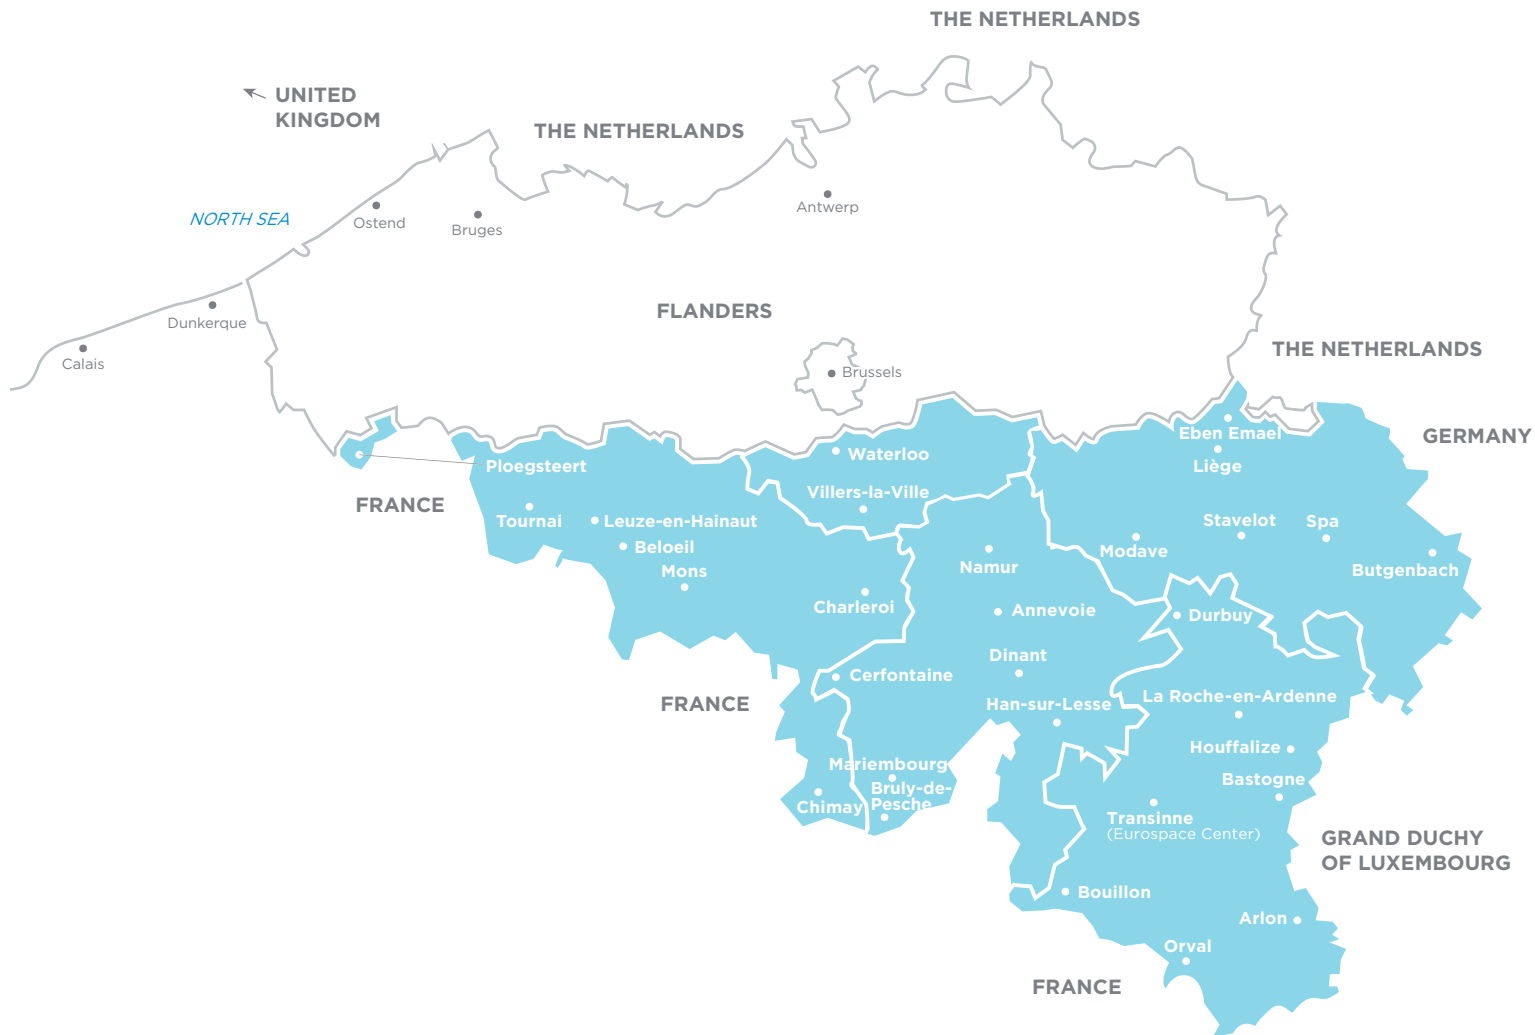 THE NETHERLANDS
UNITED
KINGDOM
THE NETHERLANDS
NORTH SEA
Ostend
Bruges
Antwerp
Dunkerque
FLANDERS
Calais
Brussels
THE NETHERLANDS
Eben Emael
GERMANY
Waterloo
Ploegsteert
Liège
FRANCE
Villers-la-Ville
Tournai
Leuze-en-Hainaut
Stavelot
Spa
Beloeil
Modave
Mons
Namur
Butgenbach
Charleroi
Annevoie
Durbuy
Dinant
Cerfontaine
FRANCE
Han-sur-Lesse
La Roche-en-Ardenne
Houffalize
Mariembourg
Bastogne
Bruly-de-
Pesche
Chimay
Transinne
(Eurospace Center)
GRAND DUCHY
OF LUXEMBOURG
Bouillon
Arlon
Orval
FRANCE